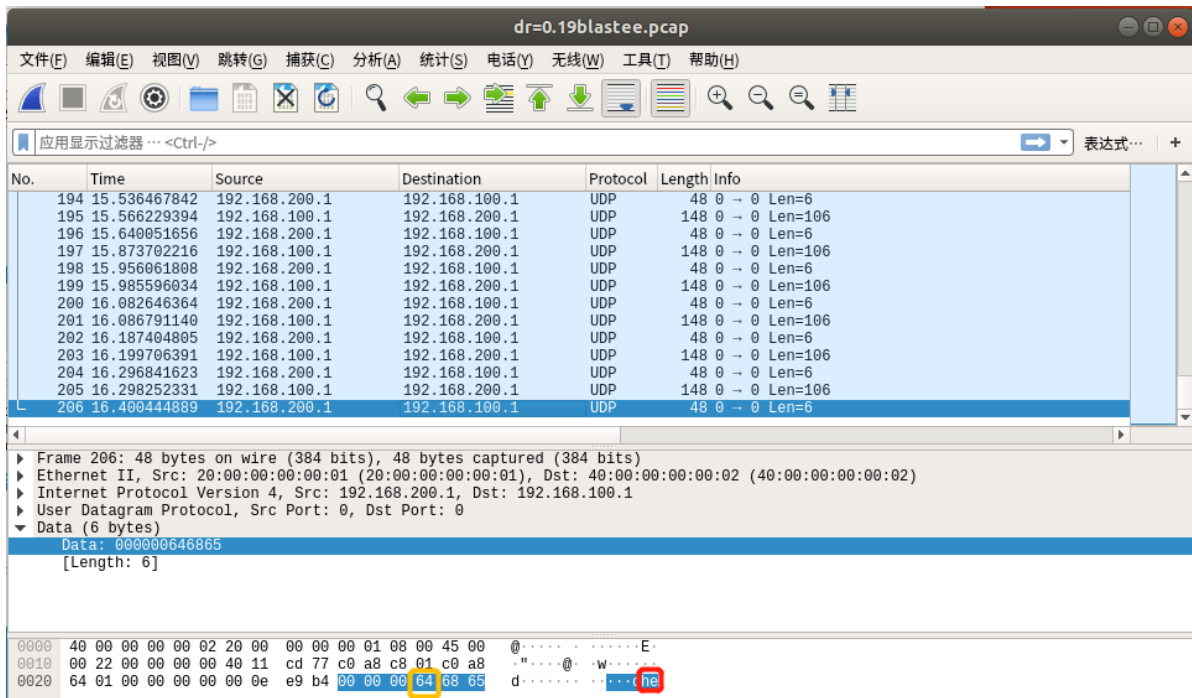 dr=0.19blastee.pcap
文件(F) 编辑(E) 视图(V) 跳转(G) 捕获(C) 分析(A) 统计(S) 电话(Y) 无线(W) 工具(T) 帮助(H)
应用显示过滤器 … <Ctrl-/> 表达式… +
No. Time Source Destination Protocol Length Info
194 15.536467842 192.168.200.1 192.168.100.1 UDP 48 0 → 0 Len=6
195 15.566229394 192.168.100.1 192.168.200.1 UDP 148 0 → 0 Len=106
196 15.640051656 192.168.200.1 192.168.100.1 UDP 48 0 → 0 Len=6
197 15.873702216 192.168.100.1 192.168.200.1 UDP 148 0 → 0 Len=106
198 15.956061808 192.168.200.1 192.168.100.1 UDP 48 0 → 0 Len=6
199 15.985596034 192.168.100.1 192.168.200.1 UDP 148 0 → 0 Len=106
200 16.082646364 192.168.200.1 192.168.100.1 UDP 48 0 → 0 Len=6
201 16.086791140 192.168.100.1 192.168.200.1 UDP 148 0 → 0 Len=106
202 16.187404805 192.168.200.1 192.168.100.1 UDP 48 0 → 0 Len=6
203 16.199706391 192.168.100.1 192.168.200.1 UDP 148 0 → 0 Len=106
204 16.296841623 192.168.200.1 192.168.100.1 UDP 48 0 → 0 Len=6
205 16.298252331 192.168.100.1 192.168.200.1 UDP 148 0 → 0 Len=106
206 16.400444889 192.168.200.1 192.168.100.1 UDP 48 0 → 0 Len=6
Frame 206: 48 bytes on wire (384 bits), 48 bytes captured (384 bits)
Ethernet II, Src: 20:00:00:00:00:01 (20:00:00:00:00:01), Dst: 40:00:00:00:00:02 (40:00:00:00:00:02)
Internet Protocol Version 4, Src: 192.168.200.1, Dst: 192.168.100.1
User Datagram Protocol, Src Port: 0, Dst Port: 0
Data (6 bytes)
Data: 000000646865
[Length: 6]
0000 40 00 00 00 00 02 20 00 00 00 00 01 08 00 45 00 @····· · ······E·
0010 00 22 00 00 00 00 40 11 cd 77 c0 a8 c8 01 c0 a8 ·"····@· ·w······
0020 64 01 00 00 00 00 00 0e e9 b4 00 00 00 64 68 65 d······· ·····dhe